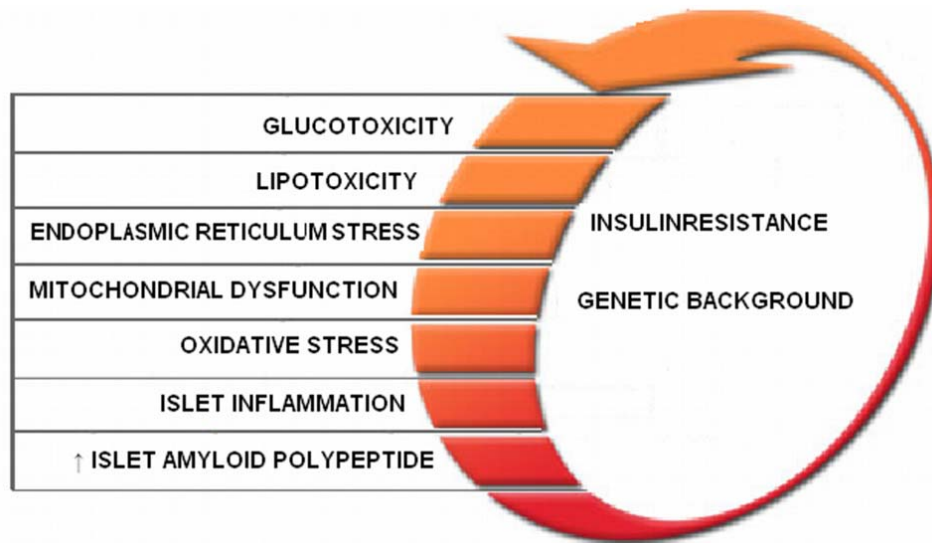 GLUCOTOXICITY
LIPOTOXICITY
ENDOPLASMIC RETICULUM STRESS
MITOCHONDRIAL DYSFUNCTION
OXIDATIVE STRESS
ISLET INFLAMMATION
↑ ISLET AMYLOID POLYPEPTIDE
INSULINRESISTANCE
GENETIC BACKGROUND